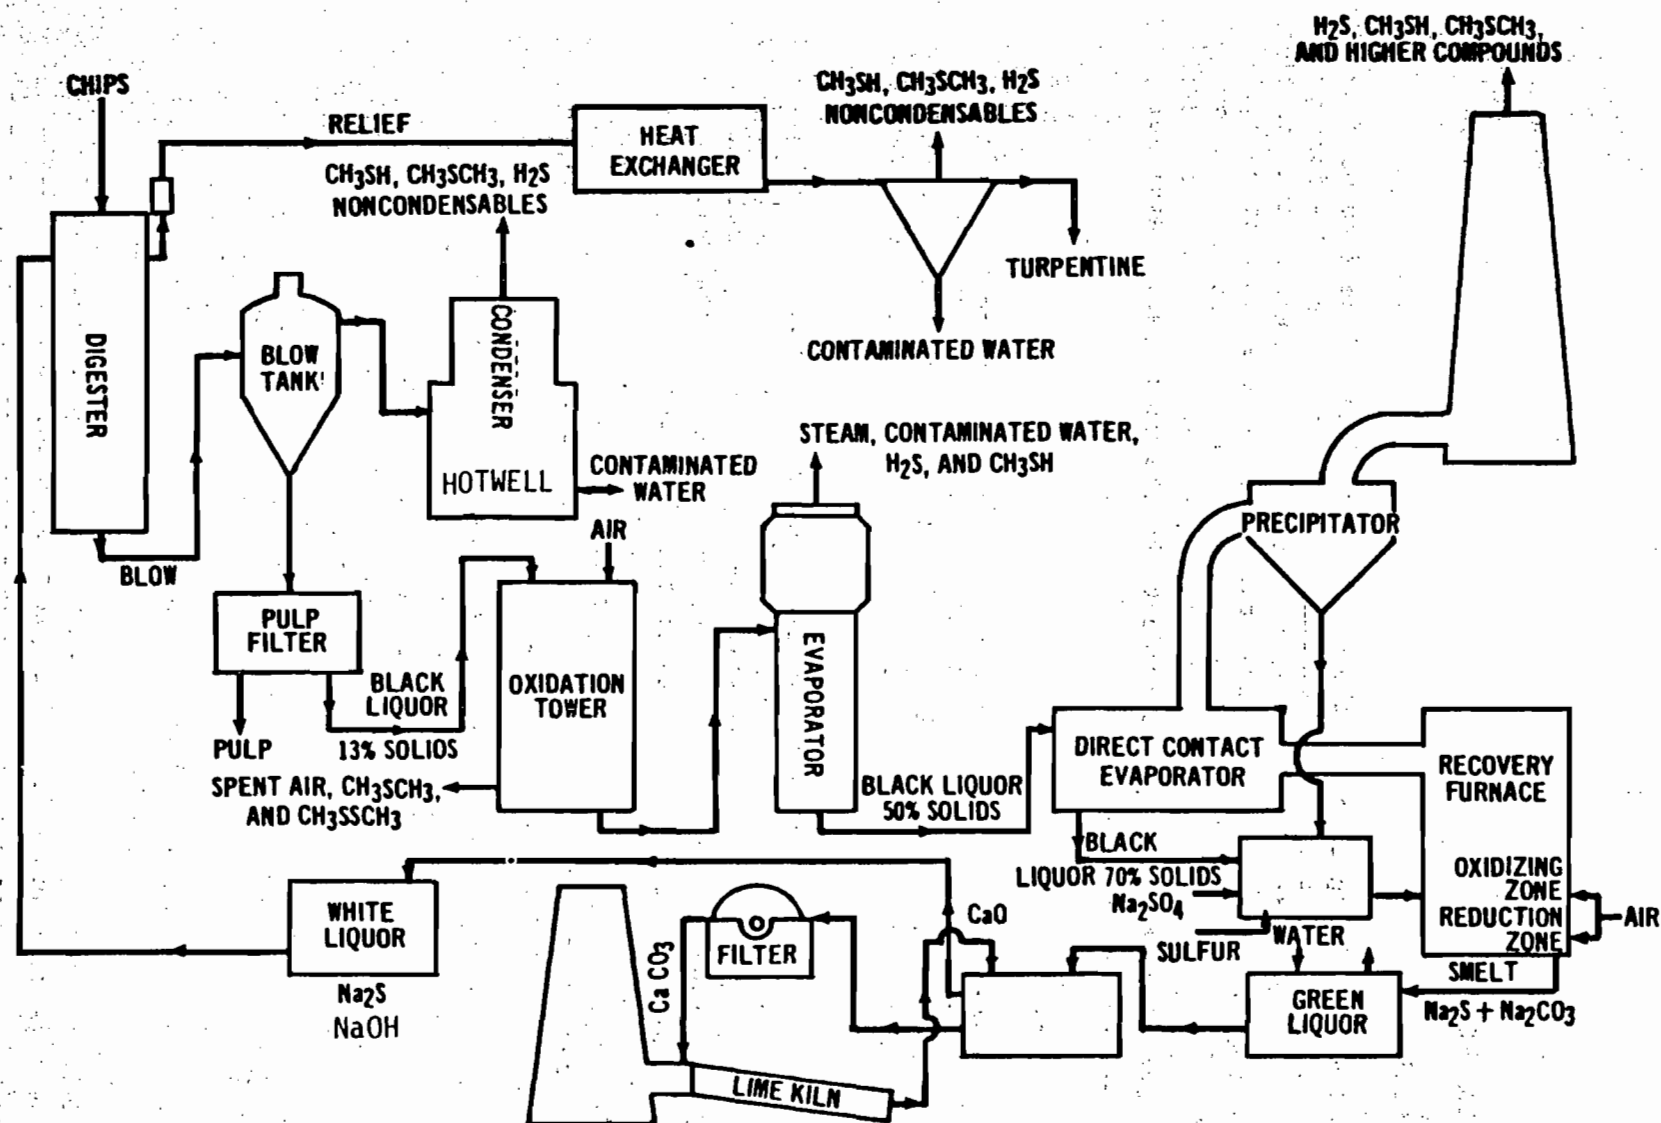 H2S, CH3SH, CH3SCH3,
AND HIGHER COMPOUNDS
CHIPS
CH3SH, CH3SCH3, H2S
NONCONDENSABLES
RELIEF
HEAT
EXCHANGER
CH3SH, CH3SCH3, H2S
NONCONDENSABLES
TURPENTINE
CONTAMINATED WATER
DIGESTER
BLOW
TANK
CONDENSER
HOTWELL
CONTAMINATED
WATER
STEAM, CONTAMINATED WATER,
H2S, AND CH3SH
PRECIPITATOR
BLOW
AIR
PULP
FILTER
BLACK
LIQUOR
13% SOLIOS
PULP
OXIDATION
TOWER
SPENT AIR, CH3SCH3,
AND CH3SSCH3
EVAPORATOR
BLACK LIQUOR
50% SOLIDS
DIRECT CONTACT
EVAPORATOR
RECOVERY
FURNACE
OXIDIZING
ZONE
REDUCTION
ZONE
AIR
BLACK
LIQUOR 70% SOLIDS
Na2SO4
SULFUR
WATER
SMELT
Na2S + Na2CO3
GREEN
LIQUOR
CaO
FILTER
Ca CO3
LIME KILN
WHITE
LIQUOR
Na2S
NaOH